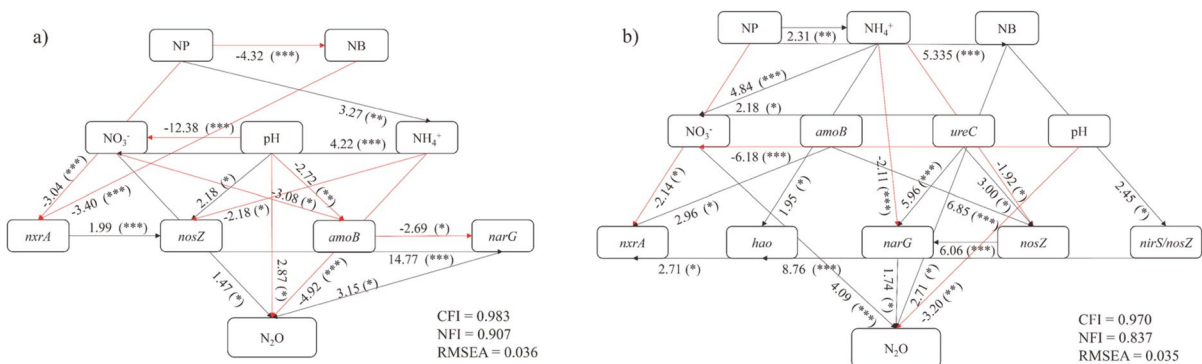 a)
NP
NB
-4.32 (***)
3.27 (**)
NO₃⁻
-12.38 (***)
pH
NH₄⁺
4.22 (***)
-3.04 (***)
-3.40 (***)
2.18 (*)
-2.72 (**)
-3.08 (*)
-2.18 (*)
nxrA
1.99 (***)
nosZ
amoB
-2.69 (*)
narG
14.77 (***)
1.47 (*)
2.87 (*)
-4.92 (***)
3.15 (*)
N₂O
CFI = 0.983
NFI = 0.907
RMSEA = 0.036
b)
NP
2.31 (**)
NH₄⁺
NB
5.335 (***)
4.84 (***)
2.18 (*)
NO₃⁻
amoB
ureC
pH
-6.18 (***)
-2.14 (*)
2.96 (*)
1.95 (*)
-2.11 (****)
5.96 (***)
6.85 (***)
3.00 (*)
-1.92 (*)
2.45 (*)
nxrA
hao
narG
nosZ
nirS/nosZ
6.06 (***)
2.71 (*)
8.76 (***)
4.09 (***)
1.74 (*)
2.71 (*)
-3.20 (**)
N₂O
CFI = 0.970
NFI = 0.837
RMSEA = 0.035